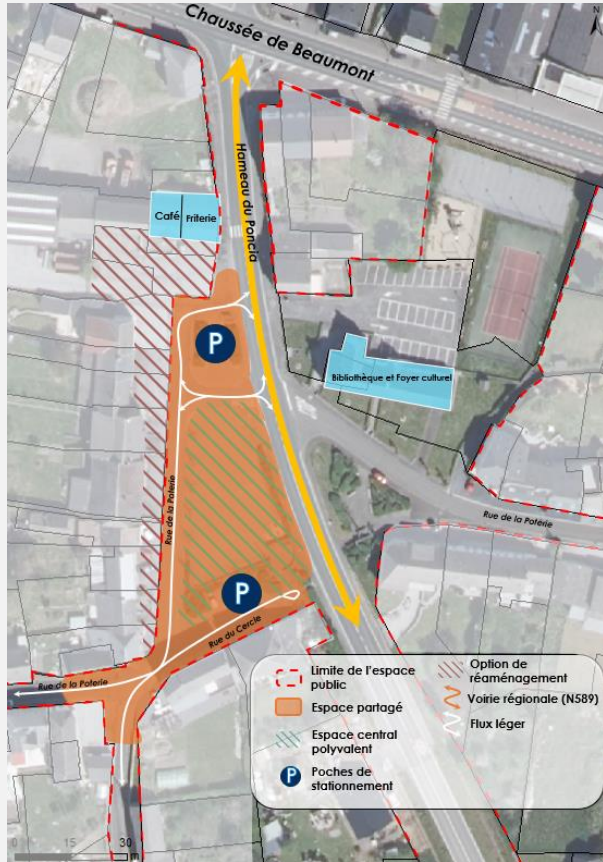 N
Chaussée de Beaumont
Hameau du Poncia
Café
Friterie
P
Bibliothèque et Foyer culturel
Rue de la Poterie
Rue de la Poterie
P
Rue du Cercle
Rue de la Poterie
Limite de l'espace
public
Espace partagé
Espace central
polyvalent
P
Poches de
stationnement
Option de
réaménagement
Voirie régionale (N589)
Flux léger
0 15 30
m